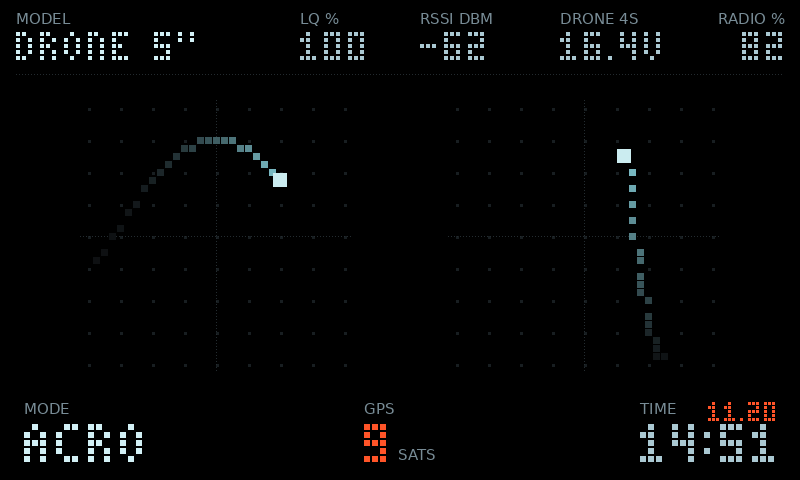 MODEL LQ % RSSI DBM DRONE 4S RADIO %
DRONE 5'' 100 -62 16.4V 82
MODE GPS TIME 11.20
ACRO 9 SATS 14:51